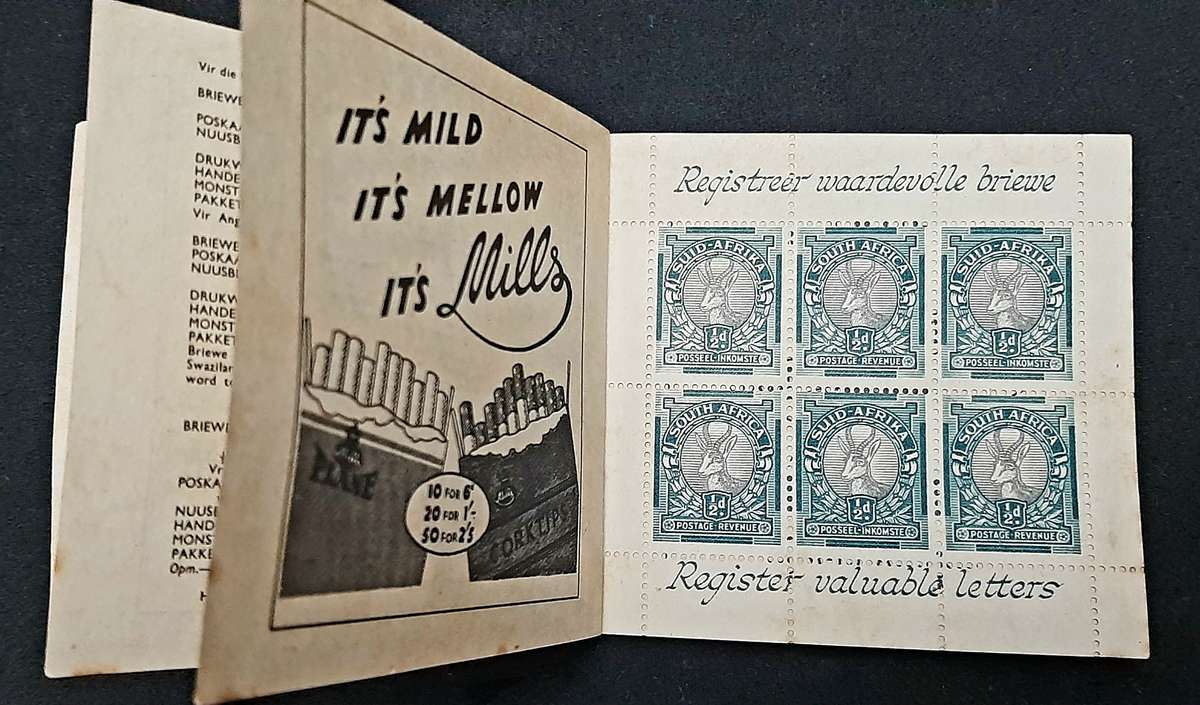 Vir die
BRIEWE
POSKA
NUUSB
DRUKW
HANDE
MONST
PAKKET
Vir Ang
BRIEWE
POSKA
NUUSB
DRUKW
HANDE
MONST
PAKKET
Briewe
Swazilan
word to
BRIEWE
Vr
POSKA
NUUSE
HAND
MONS
PAKKE
Opm.—
H
IT'S MILD
IT'S MELLOW
IT'S Mills
10 FOR 6ᴰ
20 FOR 1/-
50 FOR 2'5
CORKTIPS
Registreer waardevolle briewe
SUID-AFRIKA
½d
POSSEEL-INKOMSTE
SOUTH AFRICA
½d
POSTAGE-REVENUE
SUID-AFRIKA
½d
POSSEEL-INKOMSTE
SOUTH AFRICA
½d
POSTAGE-REVENUE
SUID-AFRIKA
½d
POSSEEL-INKOMSTE
SOUTH AFRICA
½d
POSTAGE-REVENUE
Register valuable letters